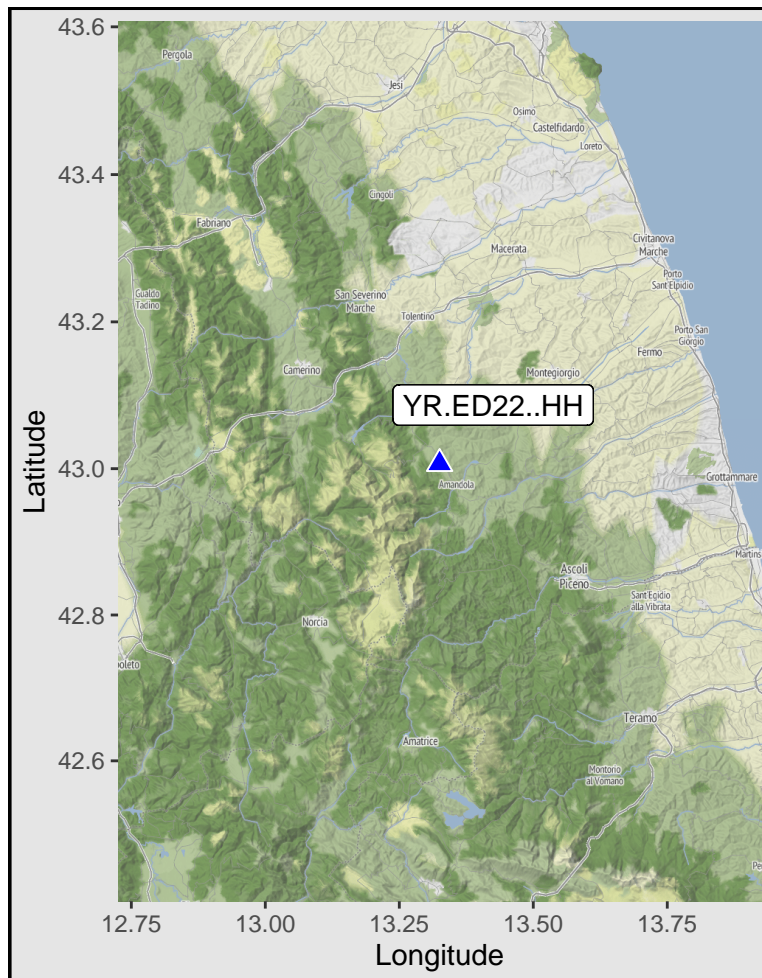 43.6
43.4
43.2
43.0
42.8
42.6
Latitude
Pergola
Jesi
Osimo
Castelfidardo
Loreto
Cingoli
Fabriano
Macerata
Civitanova
Marche
Porto
Sant Elpidio
Gualdo
Tadino
San Severino
Marche
Tolentino
Porto San
Giorgio
Fermo
Camerino
Montegiorgio
YR.ED22..HH
Amandola
Grottammare
Martins
Ascoli
Piceno
Sant Egidio
alla Vibrata
Norcia
poleto
Teramo
Amatrice
Montorio
al Vomano
Pe
12.75
13.00
13.25
13.50
13.75
Longitude